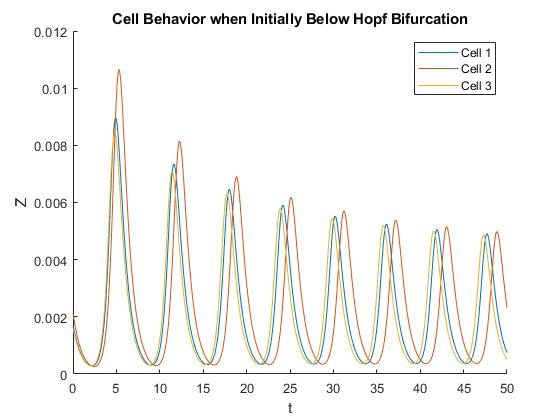 Cell Behavior when Initially Below Hopf Bifurcation
0.012
0.01
0.008
0.006
0.004
0.002
0
Z
Cell 1
Cell 2
Cell 3
0 5 10 15 20 25 30 35 40 45 50
t